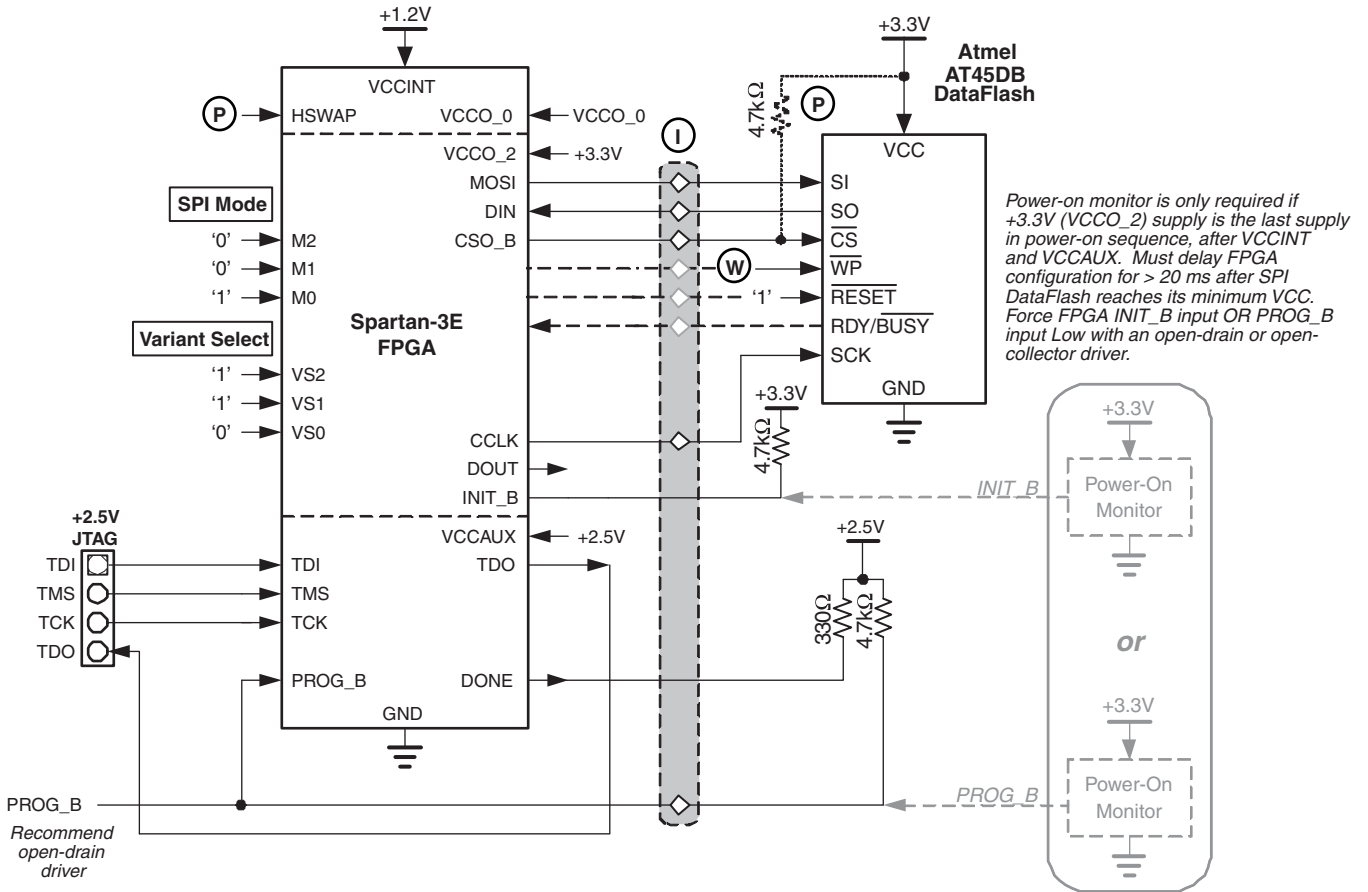 +1.2V
+3.3V
Atmel
AT45DB
DataFlash
VCCINT
P
HSWAP
VCCO_0
VCCO_0
4.7kΩ
P
I
VCCO_2
+3.3V
VCC
MOSI
SI
SPI Mode
DIN
SO
Power-on monitor is only required if
+3.3V (VCCO_2) supply is the last supply
in power-on sequence, after VCCINT
and VCCAUX. Must delay FPGA
configuration for > 20 ms after SPI
DataFlash reaches its minimum VCC.
Force FPGA INIT_B input OR PROG_B
input Low with an open-drain or open-
collector driver.
'0'
M2
CSO_B
CS
'0'
M1
W
WP
'1'
M0
'1'
RESET
Spartan-3E
FPGA
RDY/BUSY
Variant Select
SCK
'1'
VS2
GND
'1'
VS1
+3.3V
+3.3V
'0'
VS0
CCLK
4.7kΩ
DOUT
INIT_B
INIT_B
Power-On
Monitor
+2.5V
JTAG
VCCAUX
+2.5V
+2.5V
TDI
TDI
TDO
TMS
TMS
TCK
TCK
330Ω
4.7kΩ
TDO
or
PROG_B
DONE
GND
+3.3V
PROG_B
PROG_B
Power-On
Monitor
Recommend
open-drain
driver